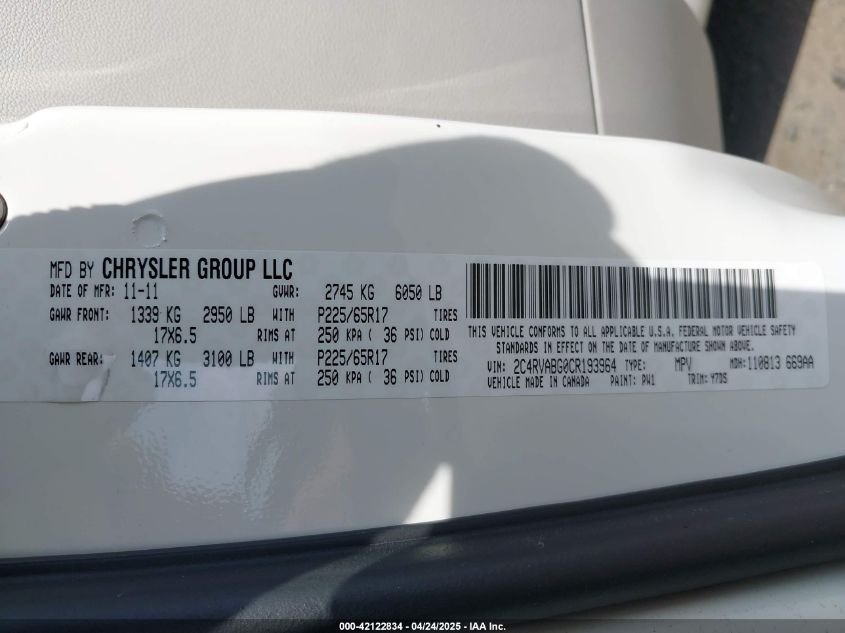 MFD BY CHRYSLER GROUP LLC
DATE OF MFR: 11-11 GVWR: 2745 KG 6050 LB
GAWR FRONT: 1339 KG 2950 LB WITH P225/65R17 TIRES
17X6.5 RIMS AT 250 KPA ( 36 PSI) COLD
GAWR REAR: 1407 KG 3100 LB WITH P225/65R17 TIRES
17X6.5 RIMS AT 250 KPA ( 36 PSI) COLD
THIS VEHICLE CONFORMS TO ALL APPLICABLE U.S.A. FEDERAL MOTOR VEHICLE SAFETY
STANDARDS IN EFFECT ON THE DATE OF MANUFACTURE SHOWN ABOVE.
VIN: 2C4RVABG0CR193964 TYPE: MPV MDH: 110813 669AA
VEHICLE MADE IN CANADA PAINT: PW1 TRIM: Y7D5
000-42122834 - 04/24/2025 - IAA Inc.